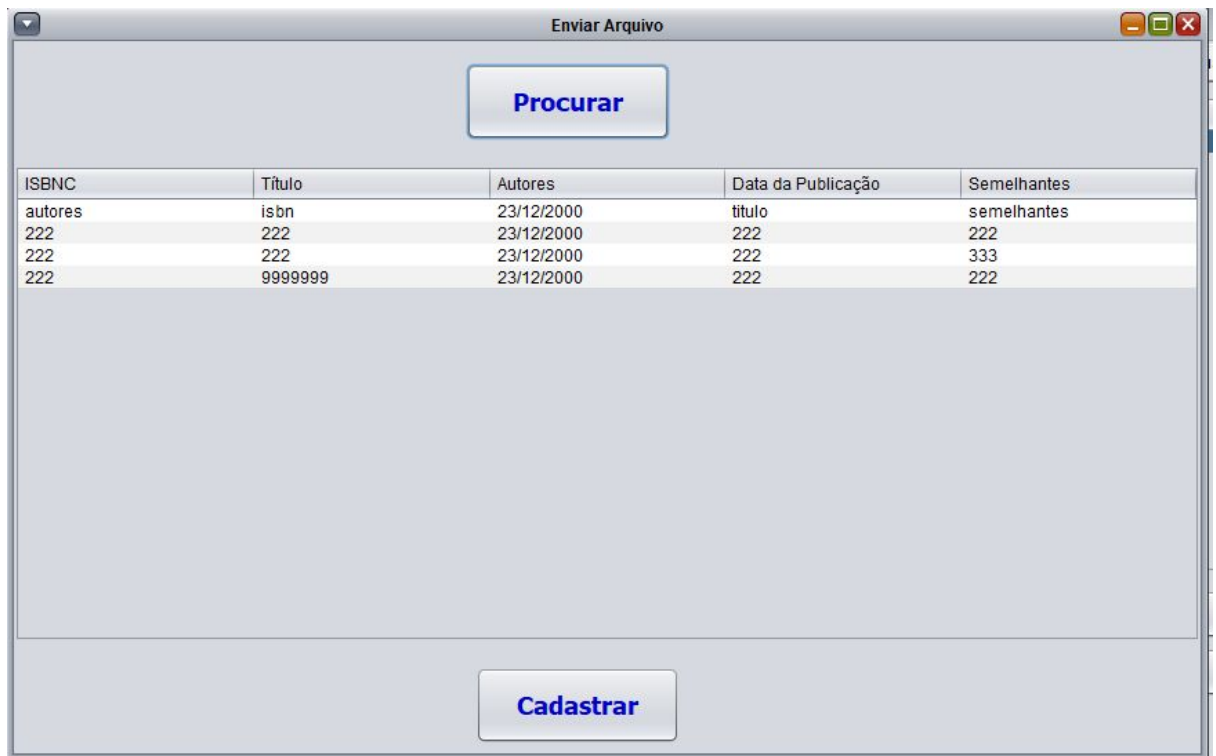 Enviar Arquivo
Procurar
ISBNC Título Autores Data da Publicação Semelhantes
autores isbn 23/12/2000 titulo semelhantes
222 222 23/12/2000 222 222
222 222 23/12/2000 222 333
222 9999999 23/12/2000 222 222
Cadastrar